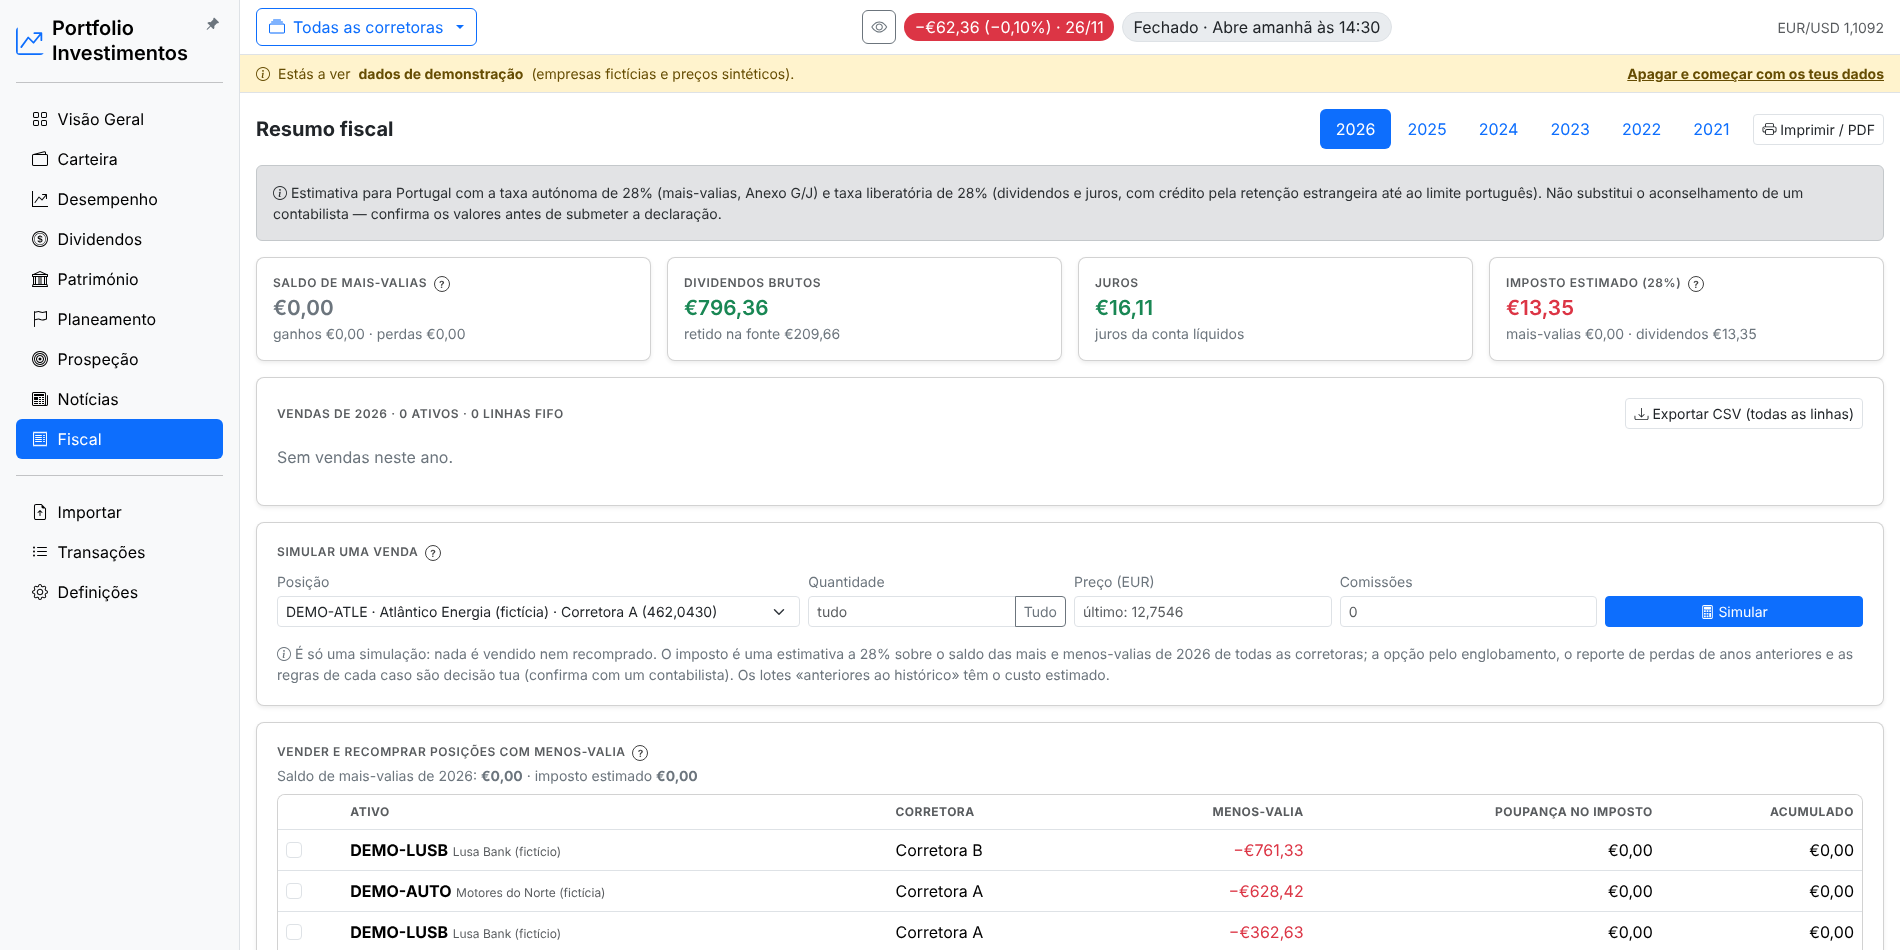 Portfolio
Investimentos
Visão Geral
Carteira
Desempenho
Dividendos
Património
Planeamento
Prospeção
Notícias
Fiscal
Importar
Transações
Definições
Todas as corretoras
−€62,36 (−0,10%) · 26/11
Fechado · Abre amanhã às 14:30
EUR/USD 1,1092
Estás a ver dados de demonstração (empresas fictícias e preços sintéticos).
Apagar e começar com os teus dados
Resumo fiscal
2026 2025 2024 2023 2022 2021
Imprimir / PDF
Estimativa para Portugal com a taxa autónoma de 28% (mais-valias, Anexo G/J) e taxa liberatória de 28% (dividendos e juros, com crédito pela retenção estrangeira até ao limite português). Não substitui o aconselhamento de um
contabilista — confirma os valores antes de submeter a declaração.
SALDO DE MAIS-VALIAS ?
€0,00
ganhos €0,00 · perdas €0,00
DIVIDENDOS BRUTOS
€796,36
retido na fonte €209,66
JUROS
€16,11
juros da conta líquidos
IMPOSTO ESTIMADO (28%) ?
€13,35
mais-valias €0,00 · dividendos €13,35
VENDAS DE 2026 · 0 ATIVOS · 0 LINHAS FIFO
Exportar CSV (todas as linhas)
Sem vendas neste ano.
SIMULAR UMA VENDA ?
Posição Quantidade Preço (EUR) Comissões
DEMO-ATLE · Atlântico Energia (fictícia) · Corretora A (462,0430) tudo Tudo último: 12,7546 0 Simular
É só uma simulação: nada é vendido nem recomprado. O imposto é uma estimativa a 28% sobre o saldo das mais e menos-valias de 2026 de todas as corretoras; a opção pelo englobamento, o reporte de perdas de anos anteriores e as
regras de cada caso são decisão tua (confirma com um contabilista). Os lotes «anteriores ao histórico» têm o custo estimado.
VENDER E RECOMPRAR POSIÇÕES COM MENOS-VALIA ?
Saldo de mais-valias de 2026: €0,00 · imposto estimado €0,00
ATIVO CORRETORA MENOS-VALIA POUPANÇA NO IMPOSTO ACUMULADO
DEMO-LUSB Lusa Bank (fictício) Corretora B −€761,33 €0,00 €0,00
DEMO-AUTO Motores do Norte (fictícia) Corretora A −€628,42 €0,00 €0,00
DEMO-LUSB Lusa Bank (fictício) Corretora A −€362,63 €0,00 €0,00